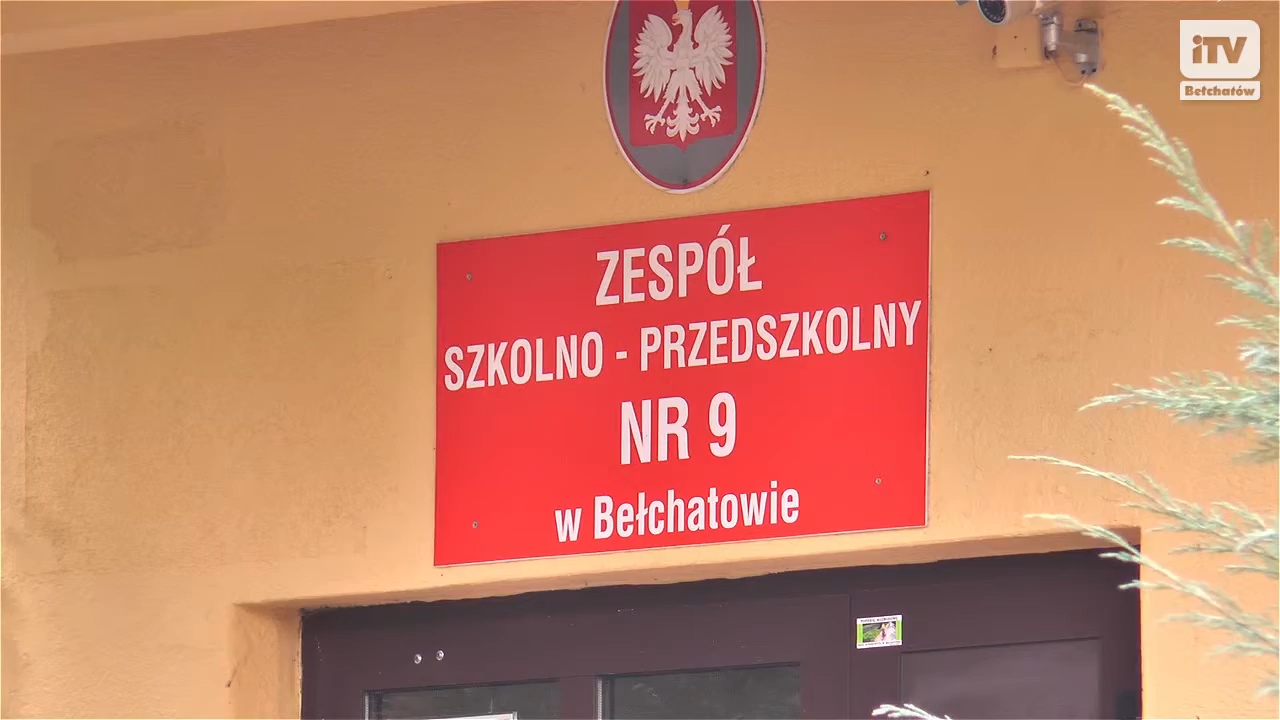 iTV
Bełchatów
ZESPÓŁ
SZKOLNO - PRZEDSZKOLNY
NR 9
w Bełchatowie